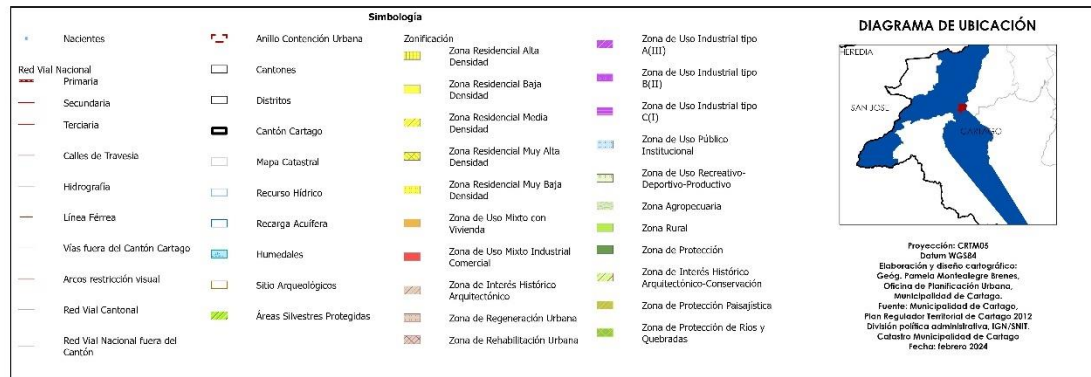 Simbología
Nacientes
Red Vial Nacional
Primaria
Secundaria
Terciaria
Calles de Travesia
Hidrografía
Línea Férrea
Vías fuera del Cantón Cartago
Arcos restricción visual
Red Vial Cantonal
Red Vial Nacional fuera del
Cantón
Anillo Contención Urbana
Cantones
Distritos
Cantón Cartago
Mapa Catastral
Recurso Hídrico
Recarga Acuífera
Humedales
Sitio Arqueológicos
Áreas Silvestres Protegidas
Zonificación
Zona Residencial Alta
Densidad
Zona Residencial Baja
Densidad
Zona Residencial Media
Densidad
Zona Residencial Muy Alta
Densidad
Zona Residencial Muy Baja
Densidad
Zona de Uso Mixto con
Vivienda
Zona de Uso Mixto Industrial
Comercial
Zona de Interés Histórico
Arquitectónico
Zona de Regeneración Urbana
Zona de Rehabilitación Urbana
Zona de Uso Industrial tipo
A(III)
Zona de Uso Industrial tipo
B(II)
Zona de Uso Industrial tipo
C(I)
Zona de Uso Público
Institucional
Zona de Uso Recreativo-
Deportivo-Productivo
Zona Agropecuaria
Zona Rural
Zona de Protección
Zona de Interés Histórico
Arquitectónico-Conservación
Zona de Protección Paisajística
Zona de Protección de Ríos y
Quebradas
DIAGRAMA DE UBICACIÓN
HEREDIA
SAN JOSE
CARTAGO
Proyección: CRTM05
Datum WGS84
Elaboración y diseño cartográfico:
Geóg. Pamela Montealegre Brenes,
Oficina de Planificación Urbana,
Municipalidad de Cartago.
Fuente: Municipalidad de Cartago,
Plan Regulador Territorial de Cartago 2012
División política administrativa, IGN/SNIT.
Catastro Municipalidad de Cartago
Fecha: febrero 2024